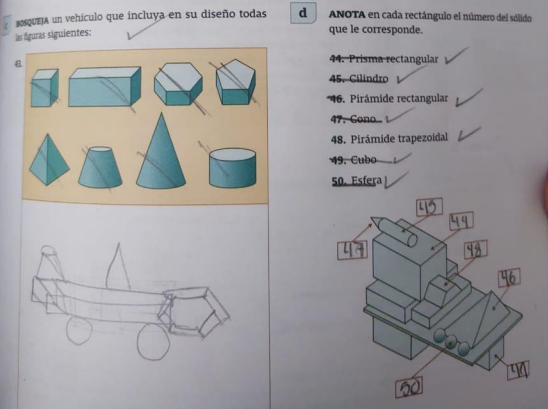 c BOSQUEJA un vehículo que incluya en su diseño todas
las figuras siguientes:
43.
d ANOTA en cada rectángulo el número del sólido
que le corresponde.
44. Prisma rectangular
45. Cilindro
46. Pirámide rectangular
47. Cono
48. Pirámide trapezoidal
49. Cubo
50. Esfera
45
44
47
48
46
50